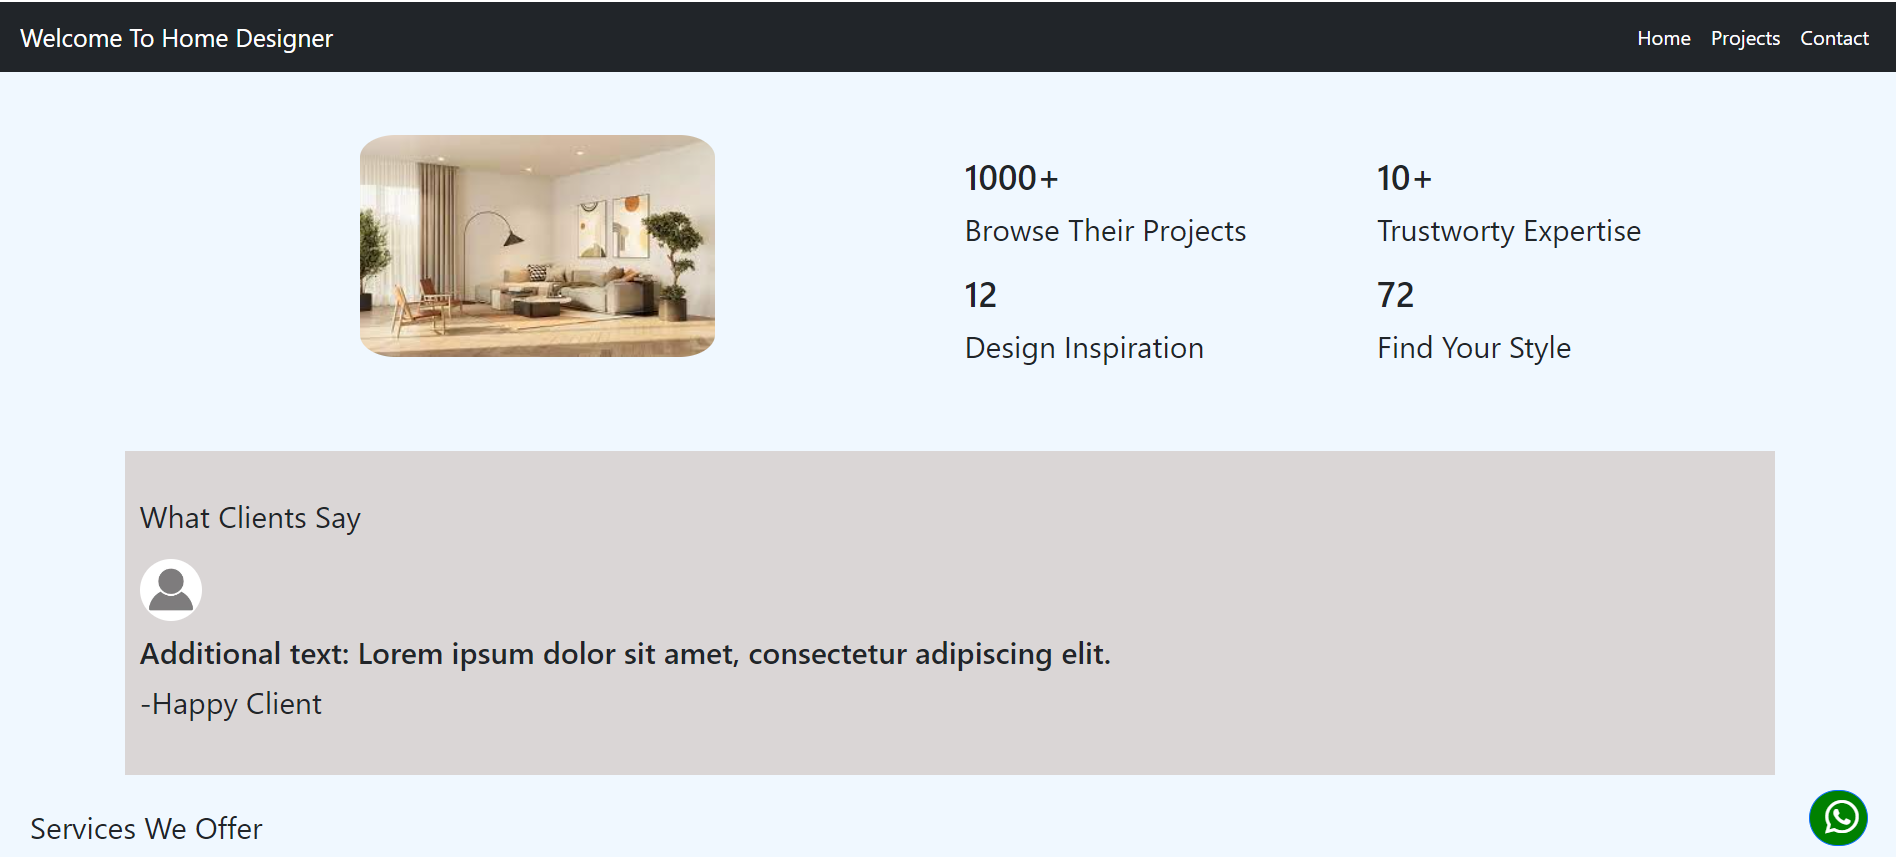 Welcome To Home Designer
Home Projects Contact
1000+
Browse Their Projects
10+
Trustworty Expertise
12
Design Inspiration
72
Find Your Style
What Clients Say
Additional text: Lorem ipsum dolor sit amet, consectetur adipiscing elit.
-Happy Client
Services We Offer